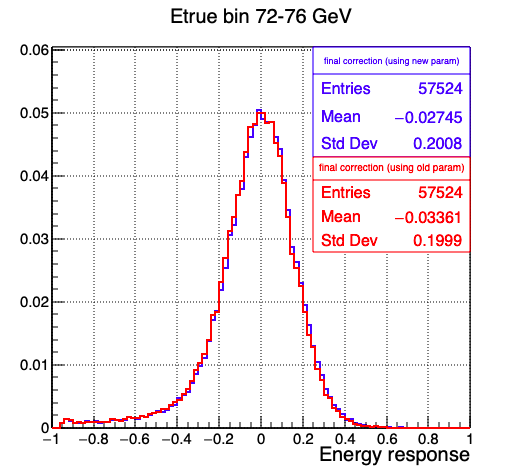 Etrue bin 72-76 GeV
0.06
0.05
0.04
0.03
0.02
0.01
0
final correction (using new param)
Entries 57524
Mean −0.02745
Std Dev 0.2008
final correction (using old param)
Entries 57524
Mean −0.03361
Std Dev 0.1999
−1 −0.8 −0.6 −0.4 −0.2 0 0.2 0.4 0.6 0.8 1
Energy response